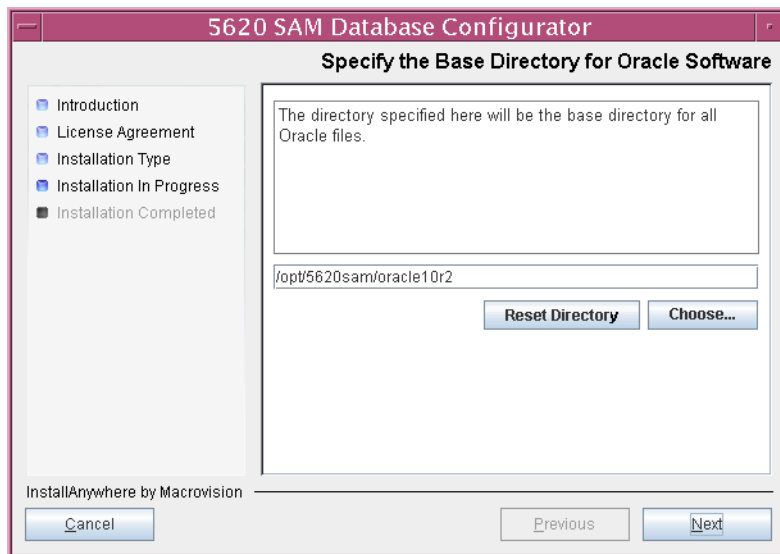 5620 SAM Database Configurator
Specify the Base Directory for Oracle Software
Introduction
License Agreement
Installation Type
Installation In Progress
Installation Completed
The directory specified here will be the base directory for all
Oracle files.
/opt/5620sam/oracle10r2
Reset Directory
Choose...
InstallAnywhere by Macrovision
Cancel
Previous
Next